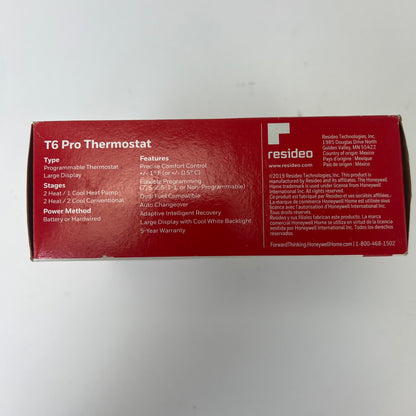 T6 Pro Thermostat
Type
Programmable Thermostat
Large Display
Stages
2 Heat / 1 Cool Heat Pump
2 Heat / 2 Cool Conventional
Power Method
Battery or Hardwired
Features
Precise Comfort Control
+/- 1° F (or +/- 0.5° C)
Flexible Programming
(7, 5-2, 5-1-1, or Non-Programmable)
Dual Fuel Compatible
Auto Changeover
Adaptive Intelligent Recovery
Large Display with Cool White Backlight
5-Year Warranty
resideo
Resideo Technologies, Inc.
1985 Douglas Drive North
Golden Valley, MN 55422
Country of origin: Mexico
Pays d'origine : Mexique
País de origen : México
www.resideo.com
©2019 Resideo Technologies, Inc. This product is
manufactured by Resideo and its affiliates. The Honeywell
Home trademark is used under license from Honeywell
International Inc.
Ce produit est fabriqué par Resideo et ses sociétés affiliées.
La marque de commerce Honeywell Home est utilisée sous
avec l'autorisation d'Honeywell International Inc.
Tous droits réservés.
Resideo y sus filiales fabrican este producto. La marca
comercial Honeywell Home se utiliza en virtud de la licencia
emitida por Honeywell International Inc. Todos los derechos
reservados.
ForwardThinking.HoneywellHome.com | 1-800-468-1502